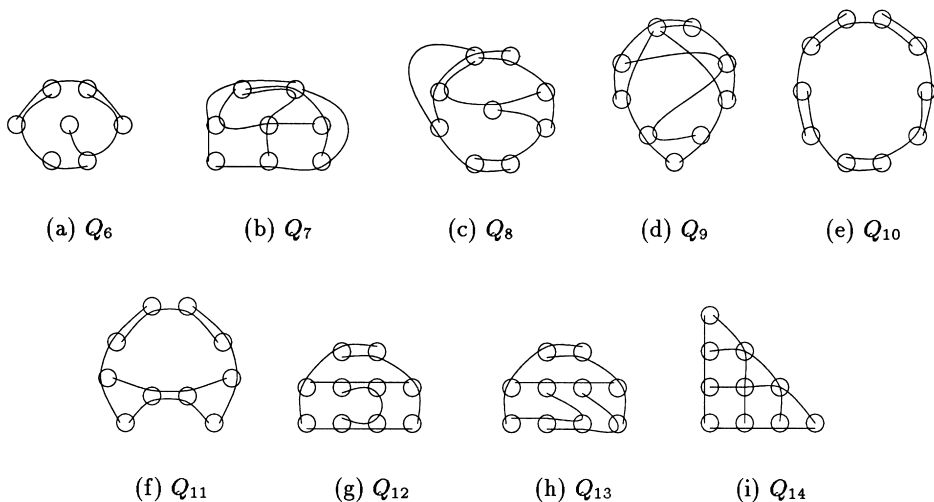 (a) Q₆ (b) Q₇ (c) Q₈ (d) Q₉ (e) Q₁₀
(f) Q₁₁ (g) Q₁₂ (h) Q₁₃ (i) Q₁₄